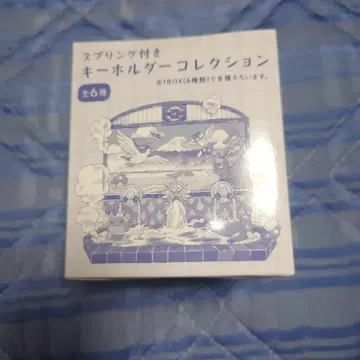 スプリング付き
キーホルダーコレクション
※1BOX(6種類)で全種そろいます。
全6種